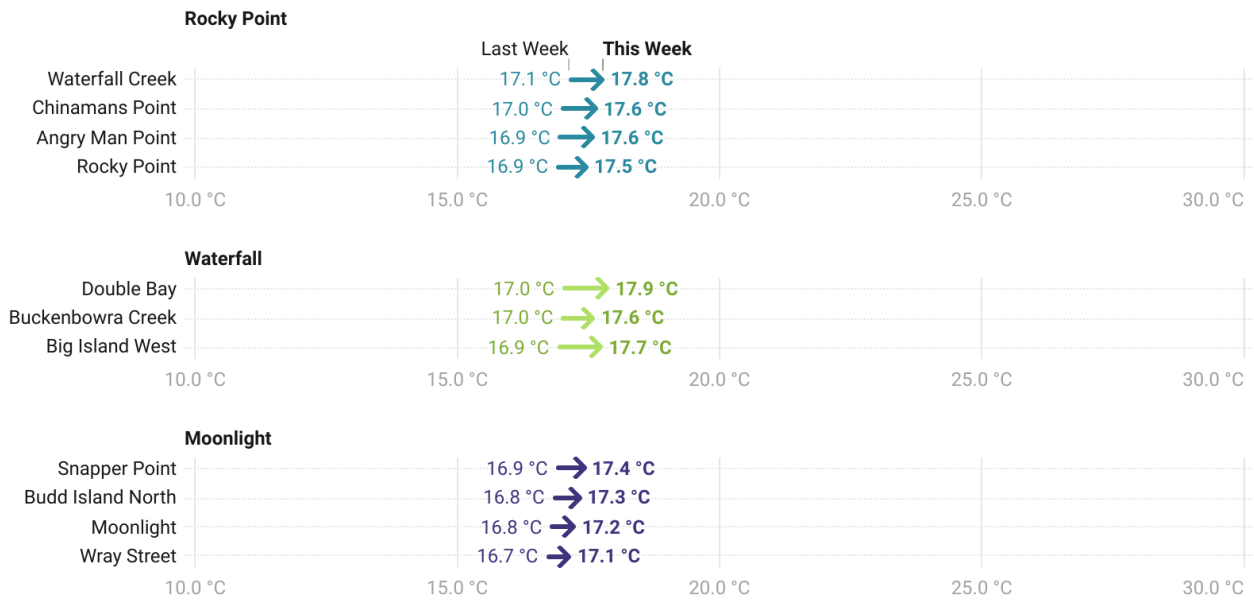 Rocky Point
Last Week This Week
Waterfall Creek 17.1 °C 17.8 °C
Chinamans Point 17.0 °C 17.6 °C
Angry Man Point 16.9 °C 17.6 °C
Rocky Point 16.9 °C 17.5 °C
10.0 °C 15.0 °C 20.0 °C 25.0 °C 30.0 °C
Waterfall
Double Bay 17.0 °C 17.9 °C
Buckenbowra Creek 17.0 °C 17.6 °C
Big Island West 16.9 °C 17.7 °C
10.0 °C 15.0 °C 20.0 °C 25.0 °C 30.0 °C
Moonlight
Snapper Point 16.9 °C 17.4 °C
Budd Island North 16.8 °C 17.3 °C
Moonlight 16.8 °C 17.2 °C
Wray Street 16.7 °C 17.1 °C
10.0 °C 15.0 °C 20.0 °C 25.0 °C 30.0 °C